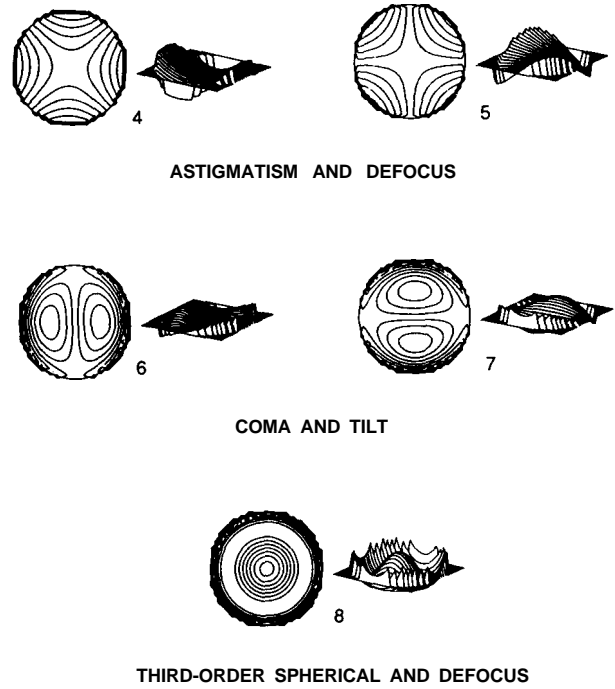 4
5
ASTIGMATISM AND DEFOCUS
6
7
COMA AND TILT
8
THIRD-ORDER SPHERICAL AND DEFOCUS